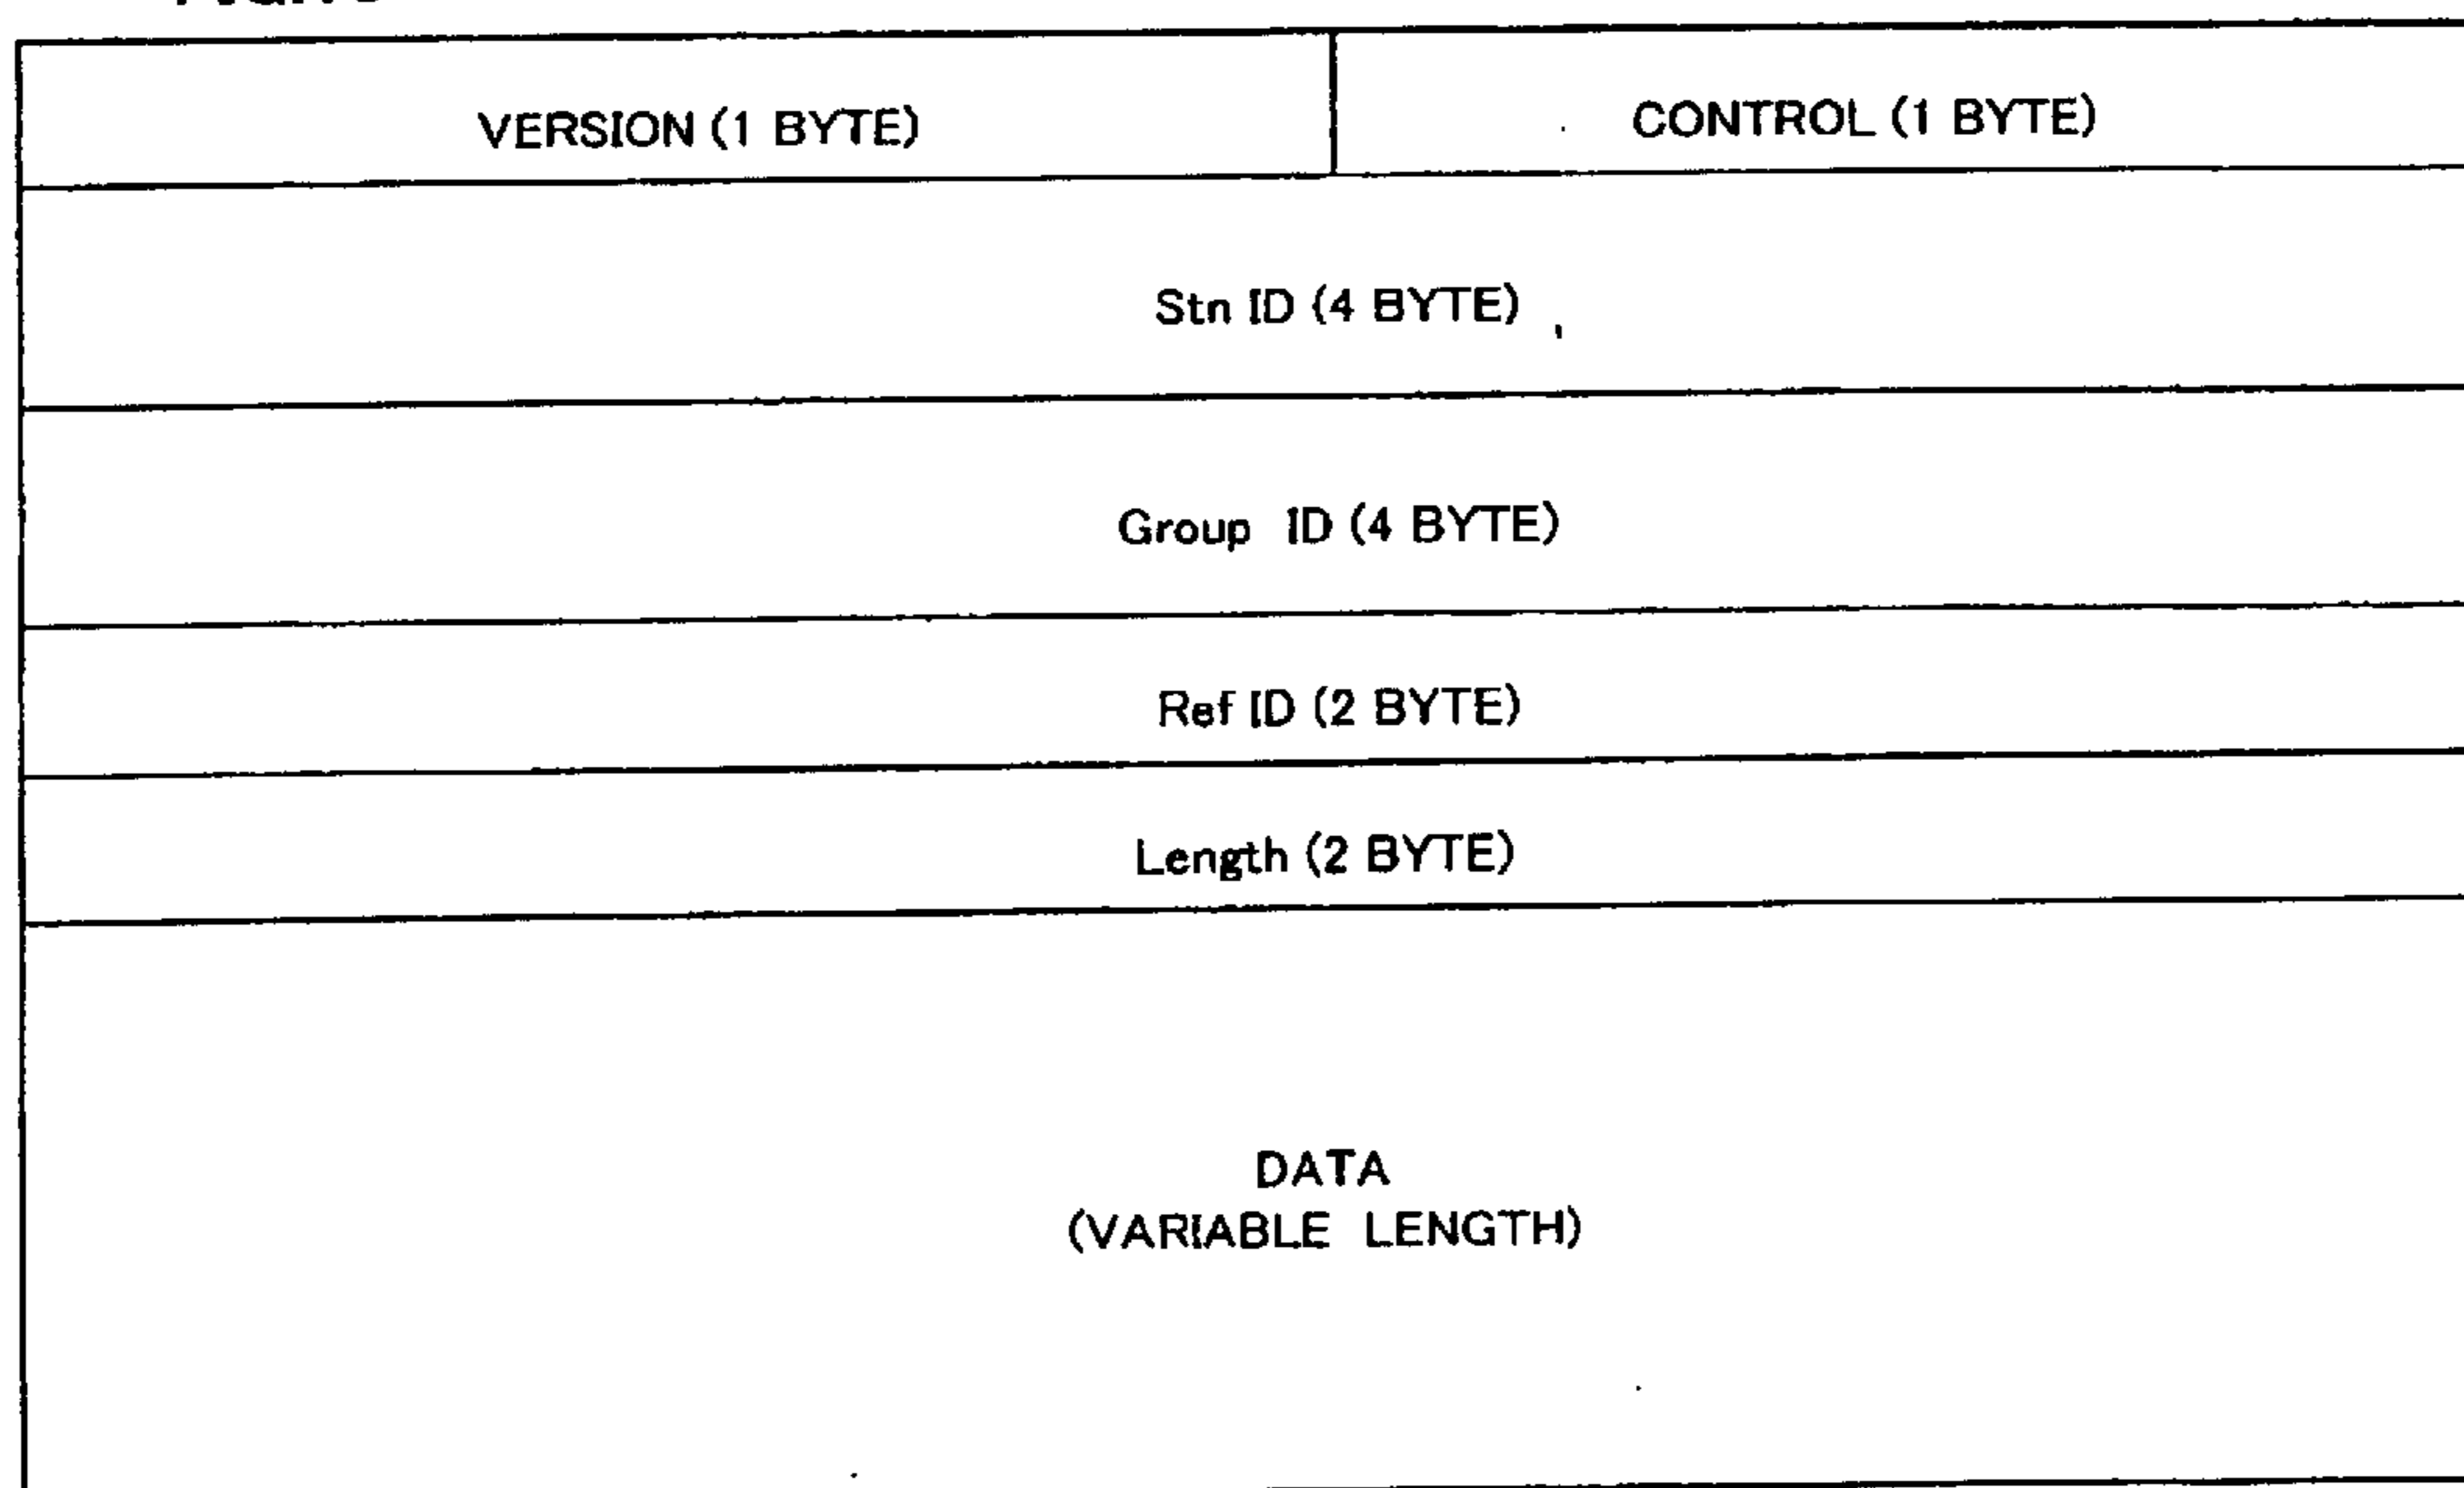 VERSION (1 BYTE)
CONTROL (1 BYTE)
Stn ID (4 BYTE)
Group ID (4 BYTE)
Ref ID (2 BYTE)
Length (2 BYTE)
DATA
(VARIABLE LENGTH)